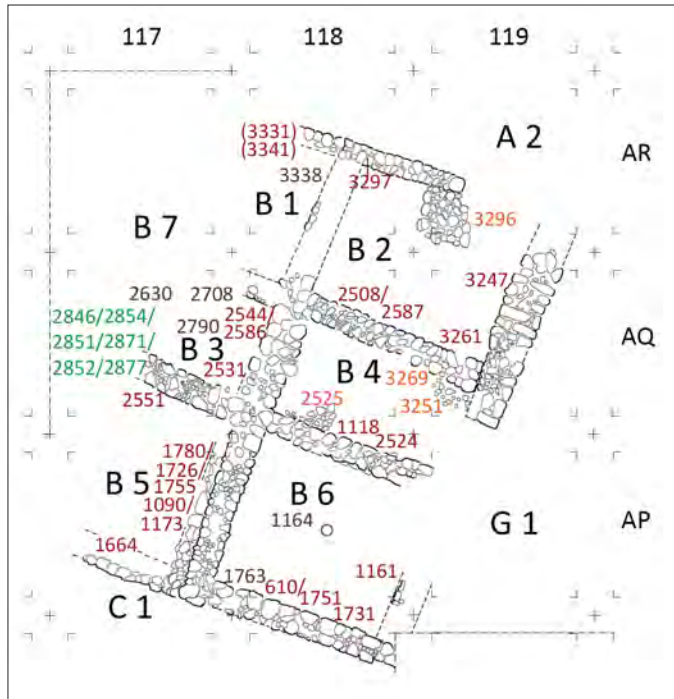 117 118 119
A 2
(3331)
(3341)
AR
3338
3297
B 1
3296
B 7
B 2
3247
2630 2708
2508/
2587
2846/2854/
2544/
2790
2586
2851/2871/
3261
AQ
B 3
2852/2877
2531
B 4
3269
2551
2525
3251
1118
2524
1780/
1726/
B 5
1755
B 6
1090/
1164
G 1
AP
1173
1664
1763
1161
610/
C 1
1751
1731